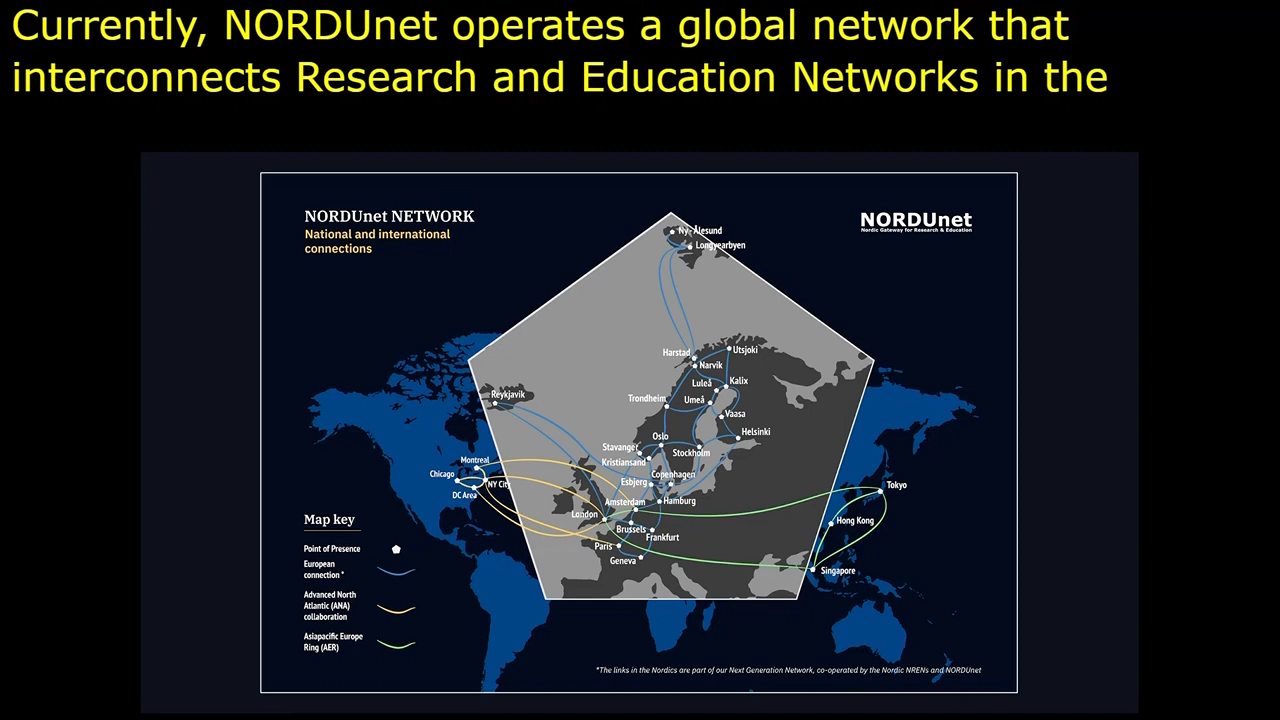 Currently, NORDUnet operates a global network that
interconnects Research and Education Networks in the
NORDUnet NETWORK
National and international
connections
NORDUnet
Nordic Gateway for Research & Education
Ny-Ålesund
Longyearbyen
Harstad
Utsjoki
Narvik
Luleå
Kalix
Reykjavik
Trondheim
Umeå
Vaasa
Helsinki
Oslo
Stavanger
Stockholm
Kristiansand
Montreal
Copenhagen
Chicago
Esbjerg
NY City
Tokyo
DC Area
Amsterdam
Hamburg
London
Hong Kong
Brussels
Frankfurt
Paris
Geneva
Singapore
Map key
Point of Presence
European
connection *
Advanced North
Atlantic (ANA)
collaboration
Asiapacific Europe
Ring (AER)
*The links in the Nordics are part of our Next Generation Network, co-operated by the Nordic NRENs and NORDUnet